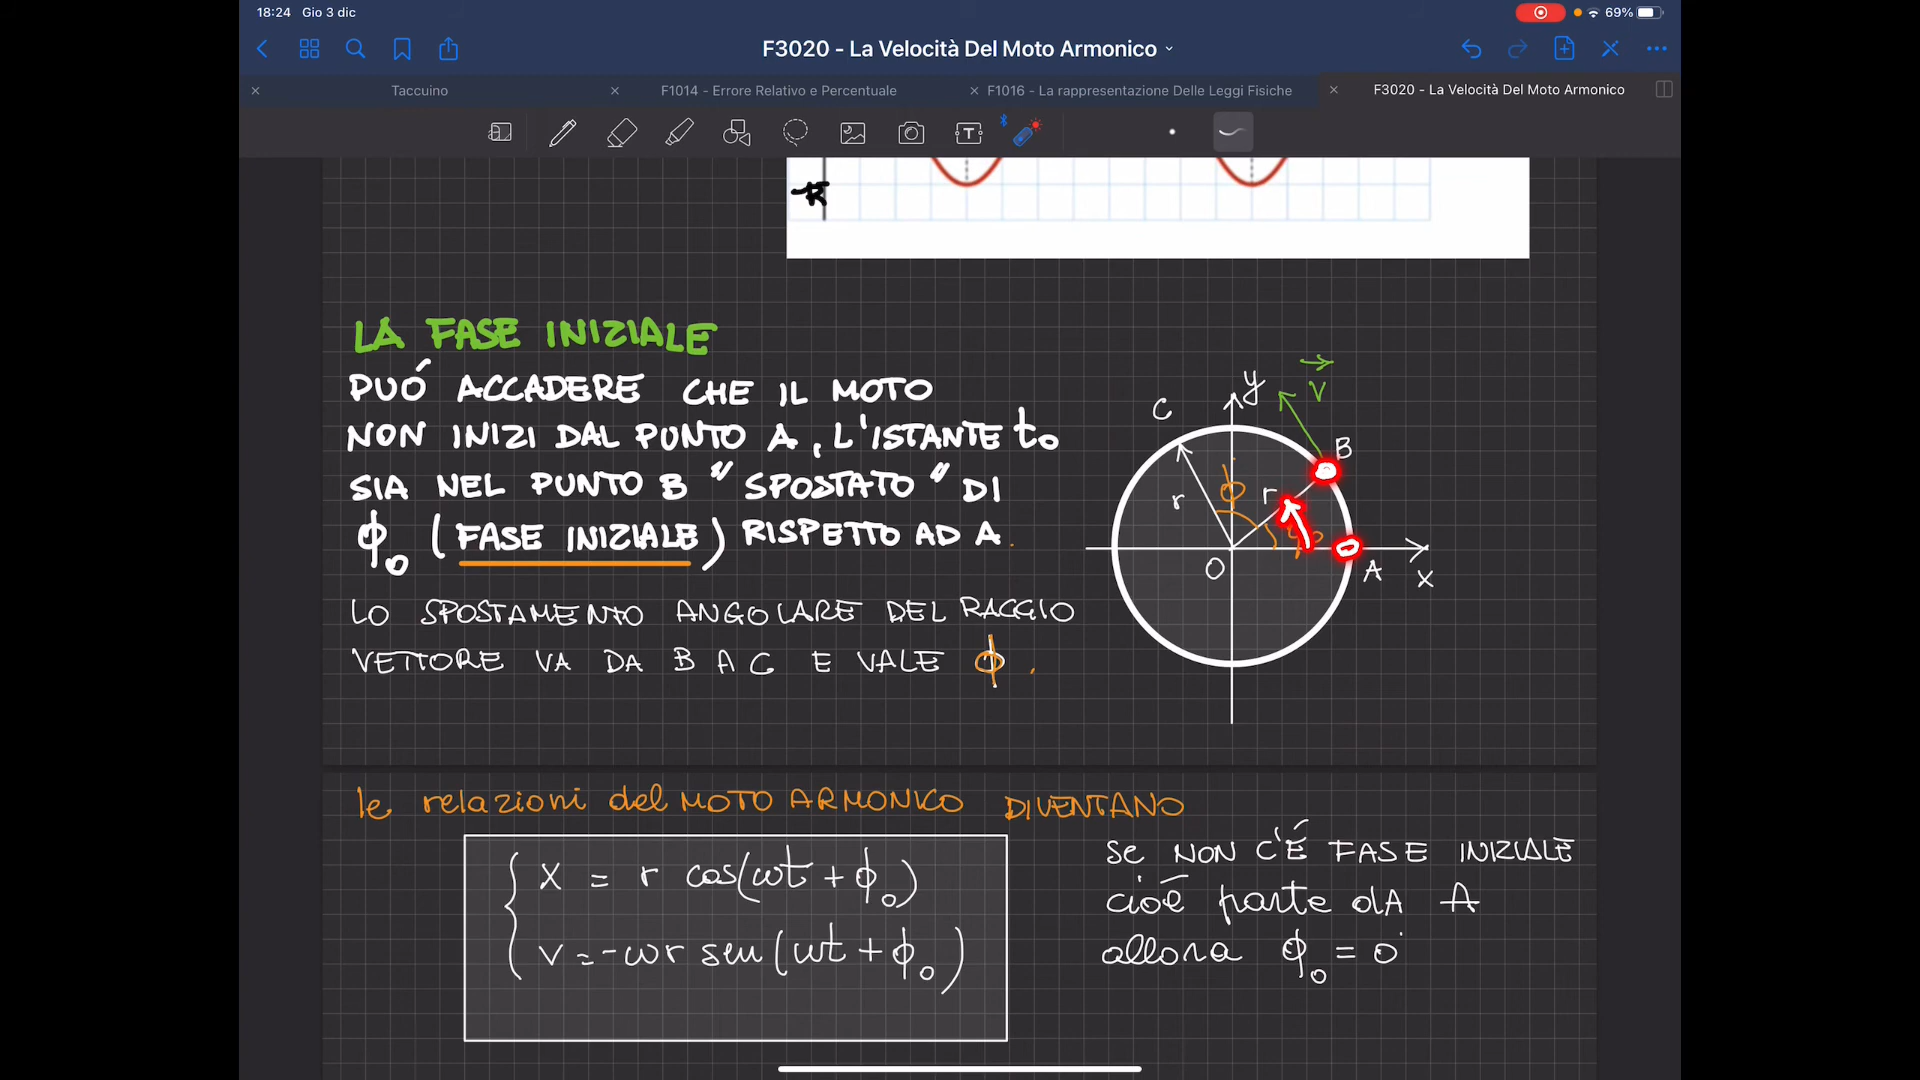 18:24 Gio 3 dic
69%
F3020 - La Velocità Del Moto Armonico
Taccuino
F1014 - Errore Relativo e Percentuale
F1016 - La rappresentazione Delle Leggi Fisiche
F3020 - La Velocità Del Moto Armonico
-R
LA FASE INIZIALE
PUÓ ACCADERE CHE IL MOTO
NON INIZI DAL PUNTO A, L'ISTANTE t₀
SIA NEL PUNTO B "SPOSTATO" DI
ϕ₀ (FASE INIZIALE) RISPETTO AD A.
LO SPOSTAMENTO ANGOLARE DEL RAGGIO
VETTORE VA DA B A C E VALE ϕ.
y
v
C
B
ϕ
r
r
O
A
x
le relazioni del MOTO ARMONICO DIVENTANO
x = r cos(ωt + ϕ₀)
v = -ωr sen(ωt + ϕ₀)
Se NON C'É FASE INIZIALE
cioé parte dA A
allora ϕ₀ = 0